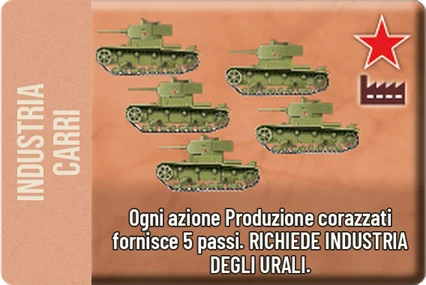 INDUSTRIA
CARRI
Ogni azione Produzione corazzati
fornisce 5 passi. RICHIEDE INDUSTRIA
DEGLI URALI.